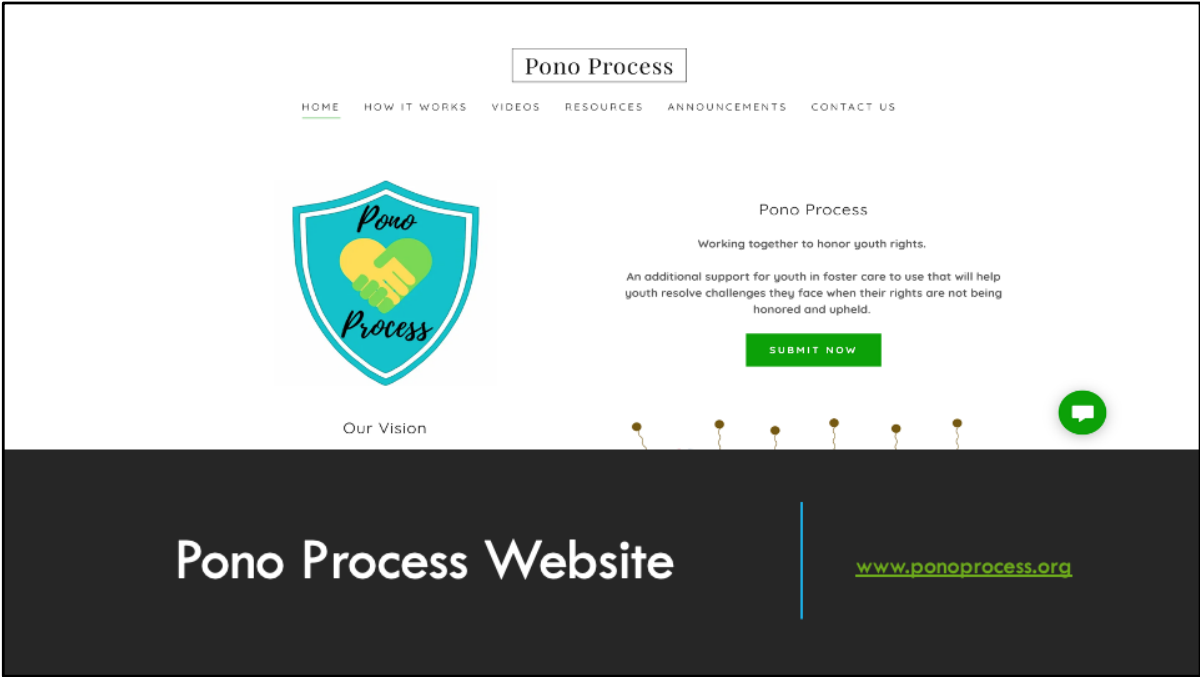 Pono Process
HOME HOW IT WORKS VIDEOS RESOURCES ANNOUNCEMENTS CONTACT US
Pono
Process
Pono Process
Working together to honor youth rights.
An additional support for youth in foster care to use that will help
youth resolve challenges they face when their rights are not being
honored and upheld.
SUBMIT NOW
Our Vision
Pono Process Website
www.ponoprocess.org